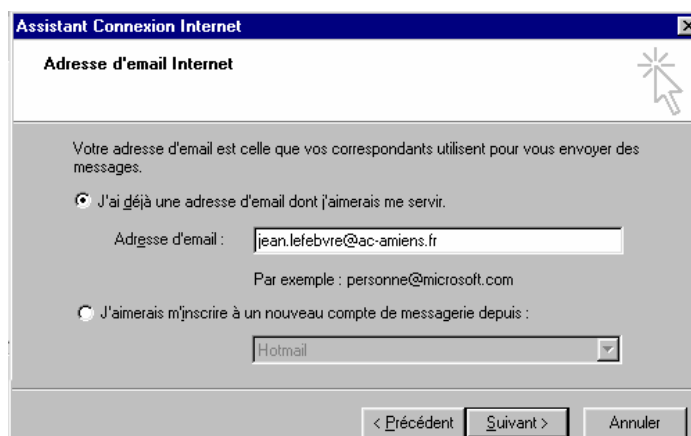 Assistant Connexion Internet
Adresse d'email Internet
Votre adresse d'email est celle que vos correspondants utilisent pour vous envoyer des
messages.
J'ai déjà une adresse d'email dont j'aimerais me servir.
Adresse d'email : jean.lefebvre@ac-amiens.fr
Par exemple : personne@microsoft.com
J'aimerais m'inscrire à un nouveau compte de messagerie depuis :
Hotmail
< Précédent Suivant > Annuler